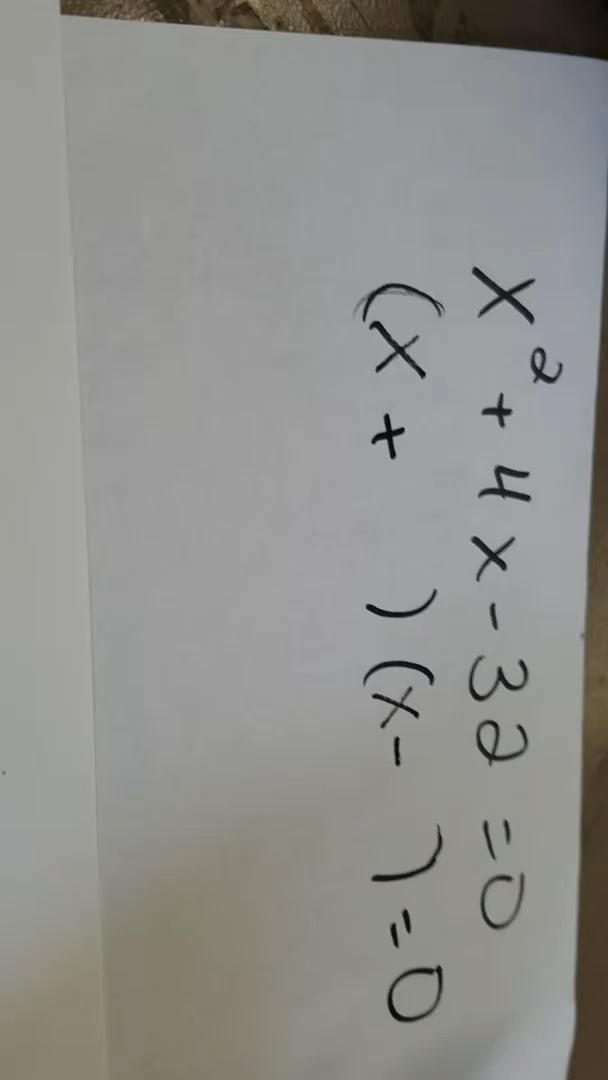 x² + 4x - 32 = 0
(x +    ) (x -    ) = 0